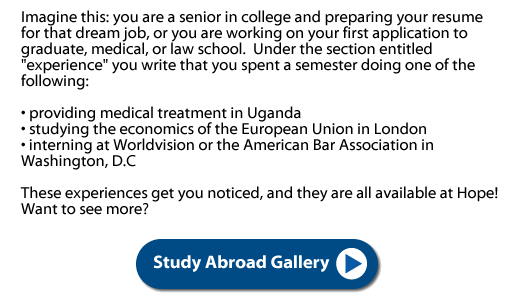 Imagine this: you are a senior in college and preparing your resume
for that dream job, or you are working on your first application to
graduate, medical, or law school.  Under the section entitled
"experience" you write that you spent a semester doing one of the
following:
• providing medical treatment in Uganda
• studying the economics of the European Union in London
• interning at Worldvision or the American Bar Association in
Washington, D.C
These experiences get you noticed, and they are all available at Hope!
Want to see more?
Study Abroad Gallery